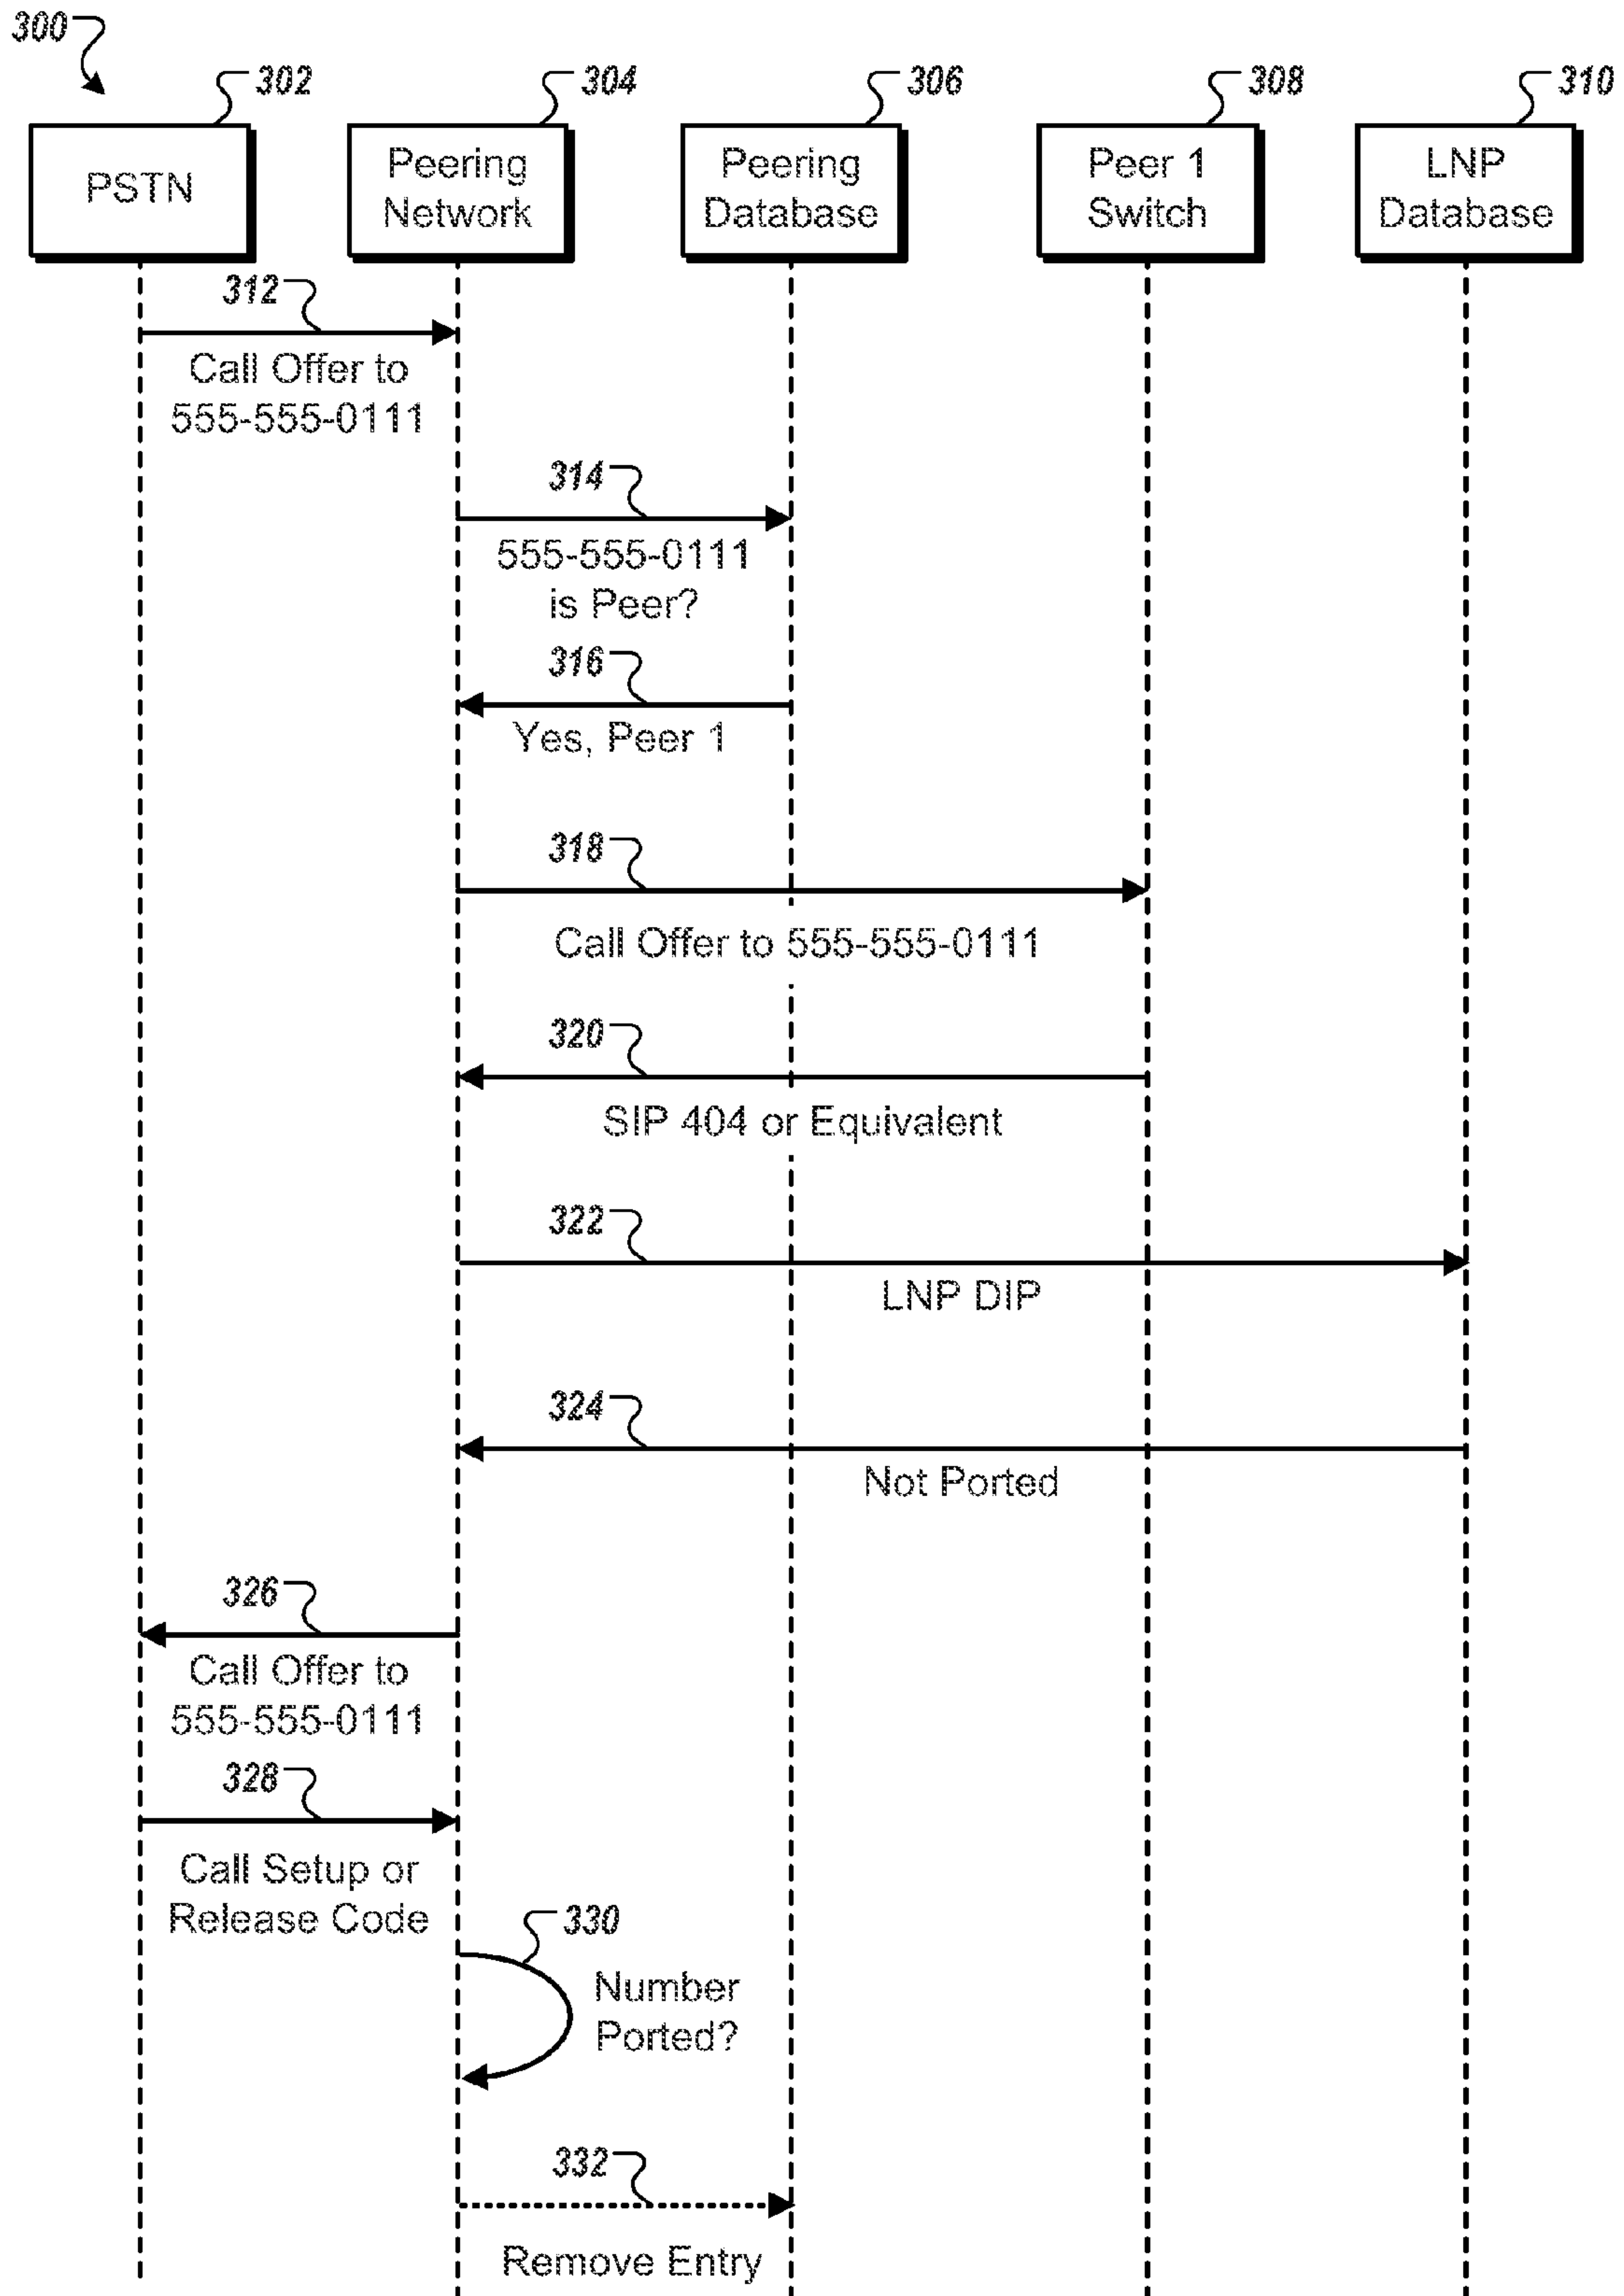 300
302
304
306
308
310
PSTN
Peering
Network
Peering
Database
Peer 1
Switch
LNP
Database
312
Call Offer to
555-555-0111
314
555-555-0111
is Peer?
316
Yes, Peer 1
318
Call Offer to 555-555-0111
320
SIP 404 or Equivalent
322
LNP DIP
324
Not Ported
326
Call Offer to
555-555-0111
328
Call Setup or
Release Code
330
Number
Ported?
332
Remove Entry